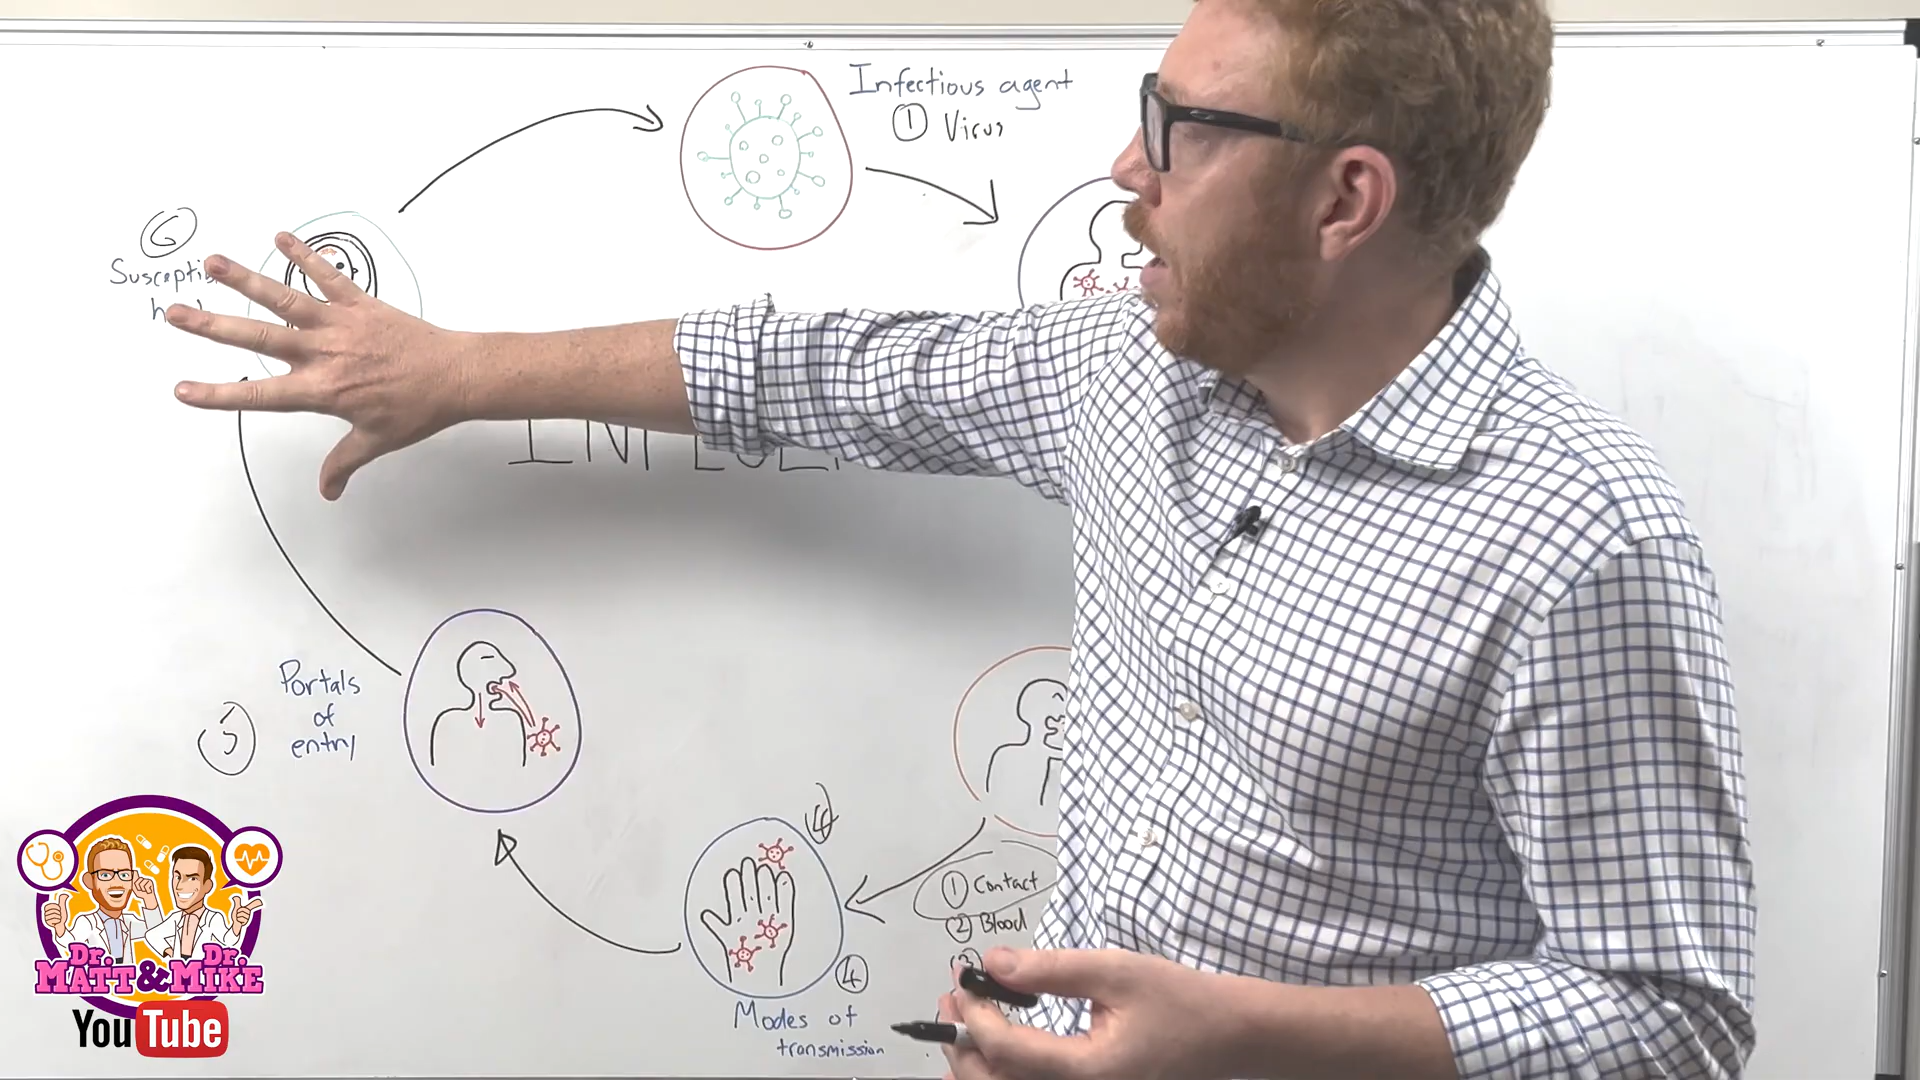 Infectious agent
① Virus
⑥
④
Portals
of
entry
⑤
① Contact
② Blood
③
④
Modes of
transmission
Dr. Dr.
MATT & MIKE
YouTube